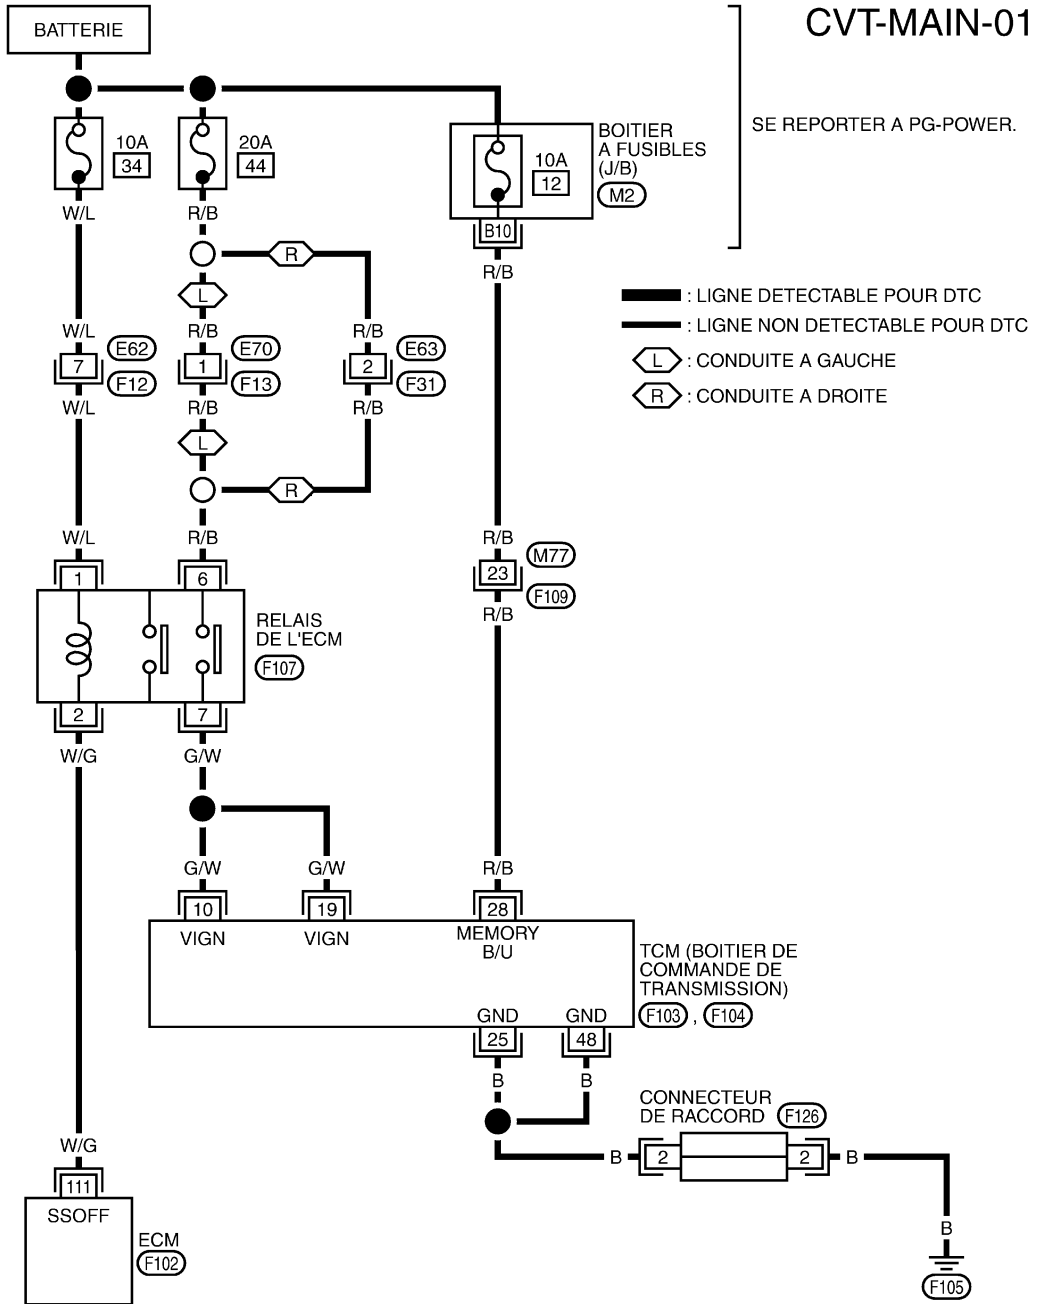 CVT-MAIN-01
BATTERIE
SE REPORTER A PG-POWER.
10A
34
20A
44
10A
12
BOITIER
A FUSIBLES
(J/B)
M2
B10
W/L
R/B
R/B
R
L
: LIGNE DETECTABLE POUR DTC
: LIGNE NON DETECTABLE POUR DTC
L : CONDUITE A GAUCHE
R : CONDUITE A DROITE
W/L
R/B
R/B
7
E62
F12
1
E70
F13
2
E63
F31
W/L
R/B
R/B
L
R
W/L
R/B
R/B
1
6
23
M77
F109
R/B
RELAIS
DE L'ECM
F107
2
7
W/G
G/W
G/W
G/W
R/B
10
19
28
VIGN
VIGN
MEMORY
B/U
TCM (BOITIER DE
COMMANDE DE
TRANSMISSION)
F103 , F104
GND
GND
25
48
B
B
CONNECTEUR
DE RACCORD
F126
B
2
2
B
W/G
111
SSOFF
ECM
F102
B
F105